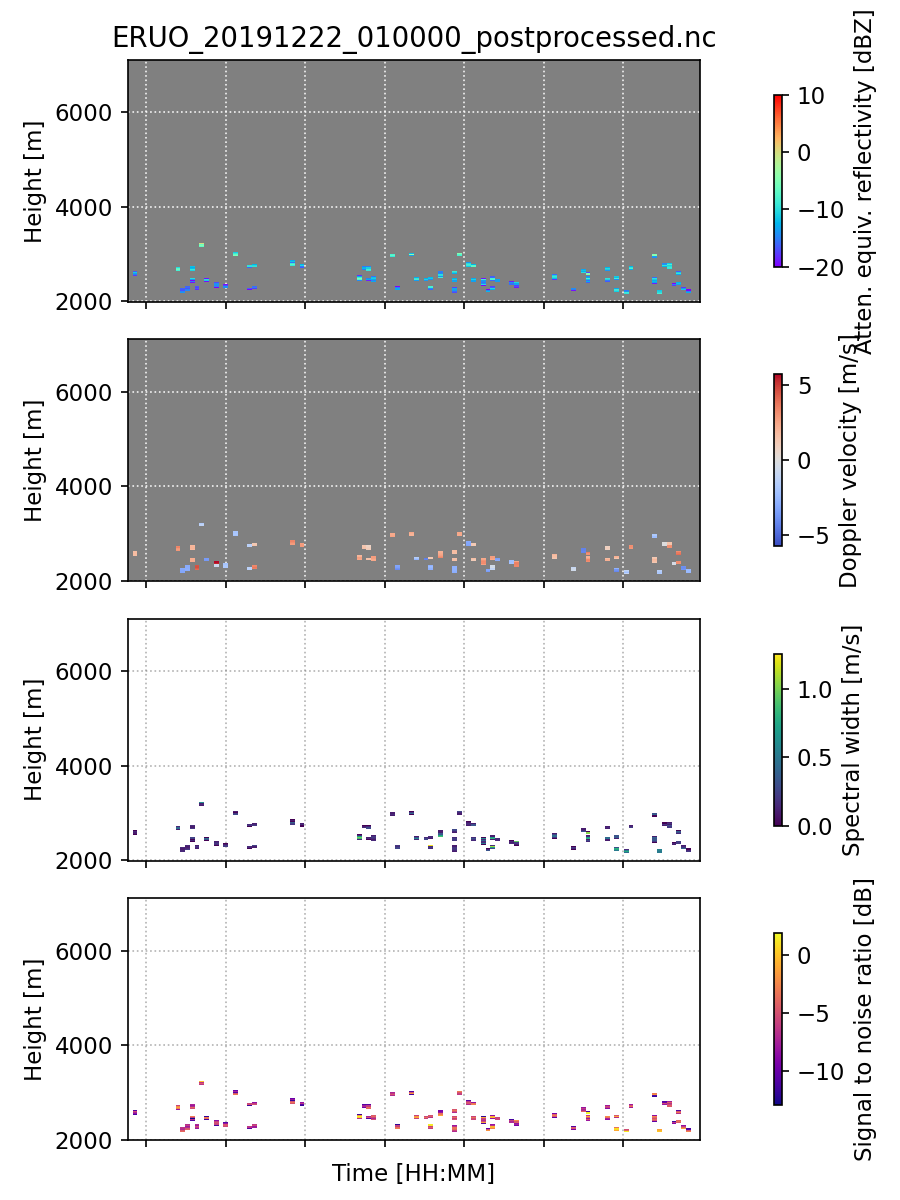 ERUO_20191222_010000_postprocessed.nc
Height [m]
6000
4000
2000
10
0
−10
−20
Atten. equiv. reflectivity [dBZ]
Height [m]
6000
4000
2000
5
0
−5
Doppler velocity [m/s]
Height [m]
6000
4000
2000
1.0
0.5
0.0
Spectral width [m/s]
Height [m]
6000
4000
2000
0
−5
−10
Signal to noise ratio [dB]
Time [HH:MM]